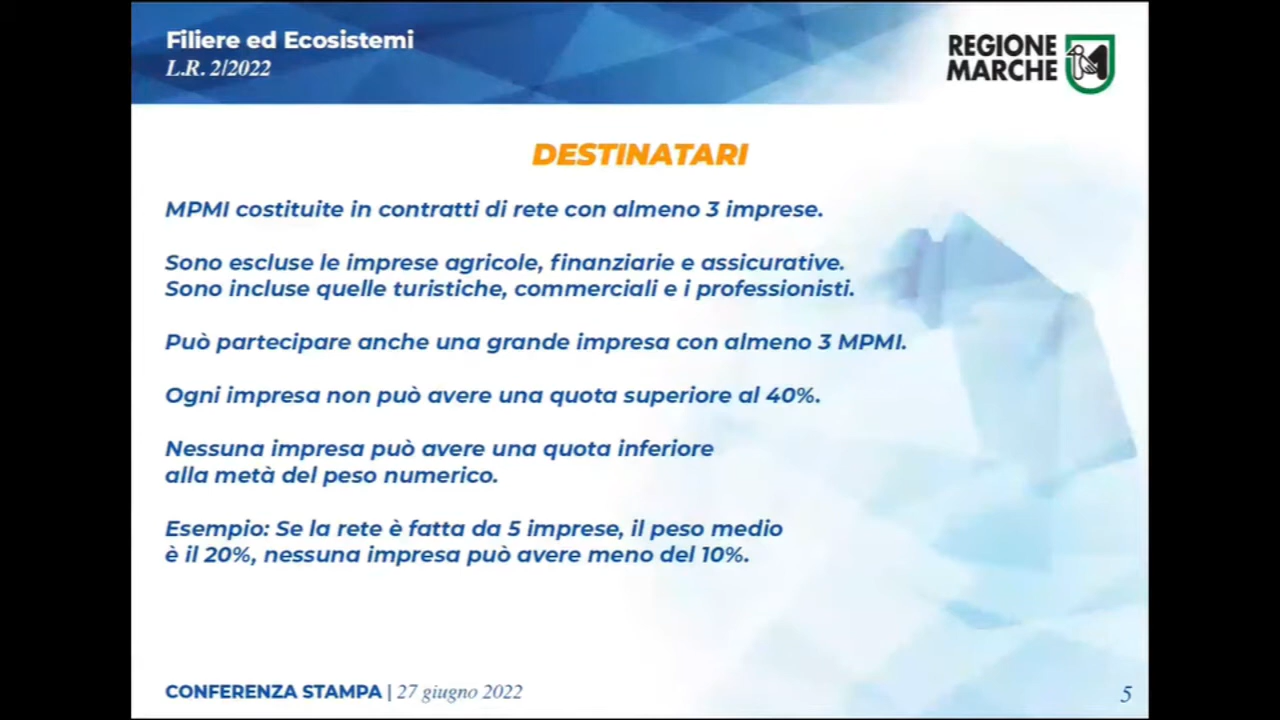 Filiere ed Ecosistemi
L.R. 2/2022
REGIONE
MARCHE
DESTINATARI
MPMI costituite in contratti di rete con almeno 3 imprese.
Sono escluse le imprese agricole, finanziarie e assicurative.
Sono incluse quelle turistiche, commerciali e i professionisti.
Può partecipare anche una grande impresa con almeno 3 MPMI.
Ogni impresa non può avere una quota superiore al 40%.
Nessuna impresa può avere una quota inferiore
alla metà del peso numerico.
Esempio: Se la rete è fatta da 5 imprese, il peso medio
è il 20%, nessuna impresa può avere meno del 10%.
CONFERENZA STAMPA | 27 giugno 2022
5